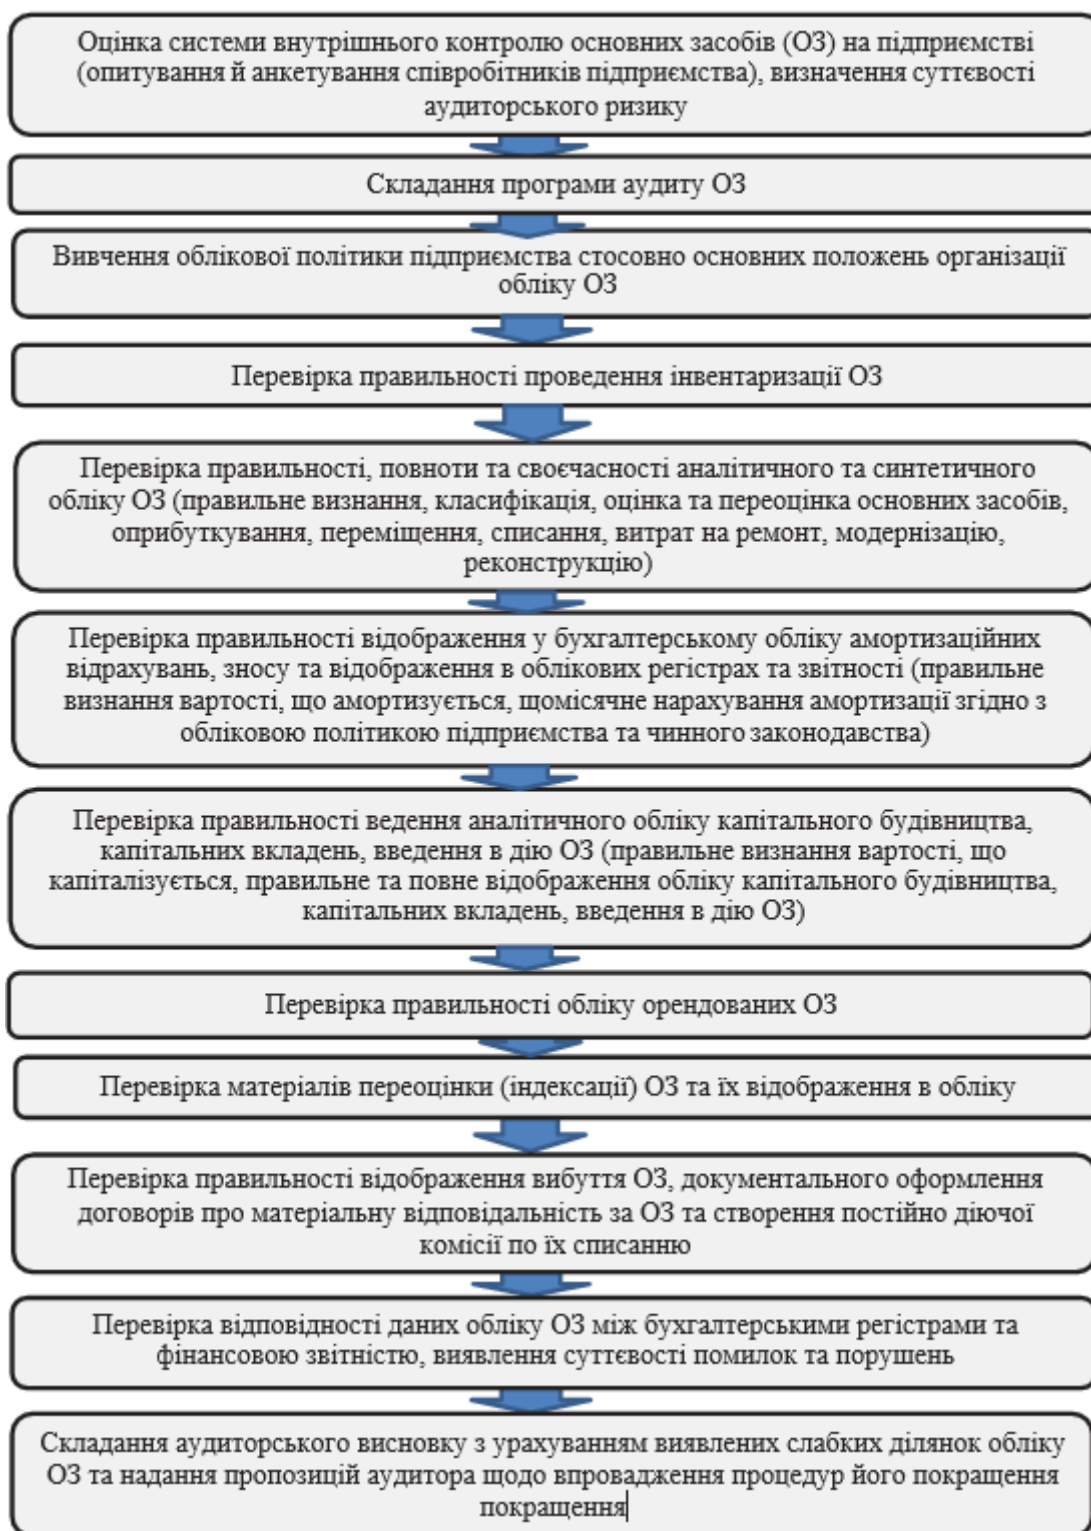 Оцінка системи внутрішнього контролю основних засобів (ОЗ) на підприємстві
(опитування й анкетування співробітників підприємства), визначення суттєвості
аудиторського ризику
Складання програми аудиту ОЗ
Вивчення облікової політики підприємства стосовно основних положень організації
обліку ОЗ
Перевірка правильності проведення інвентаризації ОЗ
Перевірка правильності, повноти та своєчасності аналітичного та синтетичного
обліку ОЗ (правильне визнання, класифікація, оцінка та переоцінка основних засобів,
оприбуткування, переміщення, списання, витрат на ремонт, модернізацію,
реконструкцію)
Перевірка правильності відображення у бухгалтерському обліку амортизаційних
відрахувань, зносу та відображення в облікових регістрах та звітності (правильне
визнання вартості, що амортизується, щомісячне нарахування амортизації згідно з
обліковою політикою підприємства та чинного законодавства)
Перевірка правильності ведення аналітичного обліку капітального будівництва,
капітальних вкладень, введення в дію ОЗ (правильне визнання вартості, що
капіталізується, правильне та повне відображення обліку капітального будівництва,
капітальних вкладень, введення в дію ОЗ)
Перевірка правильності обліку орендованих ОЗ
Перевірка матеріалів переоцінки (індексації) ОЗ та їх відображення в обліку
Перевірка правильності відображення вибуття ОЗ, документального оформлення
договорів про матеріальну відповідальність за ОЗ та створення постійно діючої
комісії по їх списанню
Перевірка відповідності даних обліку ОЗ між бухгалтерськими регістрами та
фінансовою звітністю, виявлення суттєвості помилок та порушень
Складання аудиторського висновку з урахуванням виявлених слабких ділянок обліку
ОЗ та надання пропозицій аудитора щодо впровадження процедур його покращення
покращення